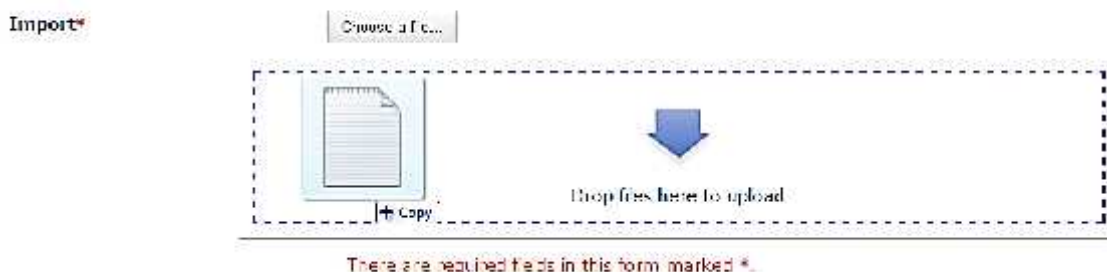 Import*
Choose a file...
Drop files here to upload
+ Copy
There are required fields in this form marked *.